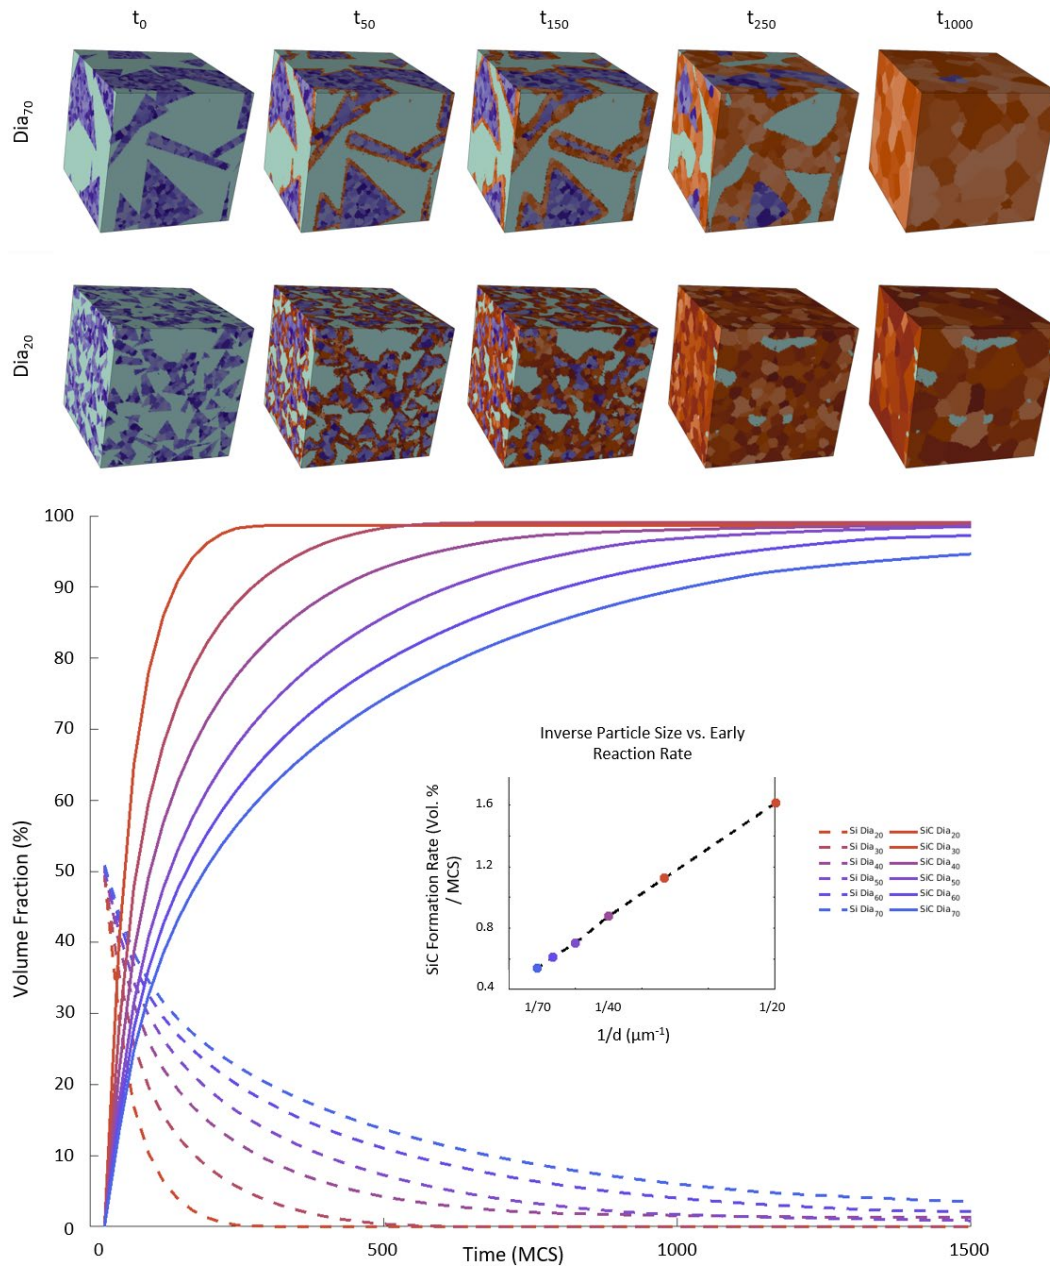 t0 t50 t150 t250 t1000
Dia70
Dia20
100
90
80
70
60
50
40
30
20
10
0
Volume Fraction (%)
0 500 1000 1500
Time (MCS)
Inverse Particle Size vs. Early
Reaction Rate
SiC Formation Rate (Vol. %
/ MCS)
1.6
1.2
0.8
0.4
1/70 1/40 1/20
1/d (µm⁻¹)
Si Dia20 SiC Dia20
Si Dia30 SiC Dia30
Si Dia40 SiC Dia40
Si Dia50 SiC Dia50
Si Dia60 SiC Dia60
Si Dia70 SiC Dia70